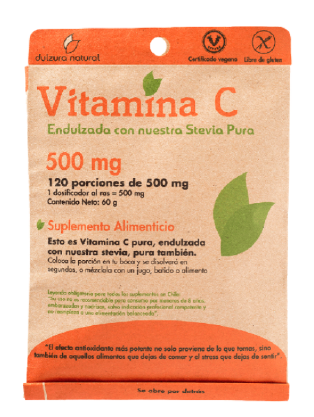 dulzura natural
Certificado vegano Libre de gluten
Vitamina C
Endulzada con nuestra Stevia Pura
500 mg
120 porciones de 500 mg
1 dosificador al ras = 500 mg
Contenido Neto: 60 g
Suplemento Alimenticio
Esto es Vitamina C pura, endulzada
con nuestra stevia, pura también.
Coloca la porción en tu boca y se disolverá en
segundos, o mézclala con un jugo, batido o alimento
"El efecto antioxidante más potente no solo proviene de lo que tomas, sino
también de aquellos alimentos que dejas de comer y el stress que dejas de sentir"
Se abre por detrás